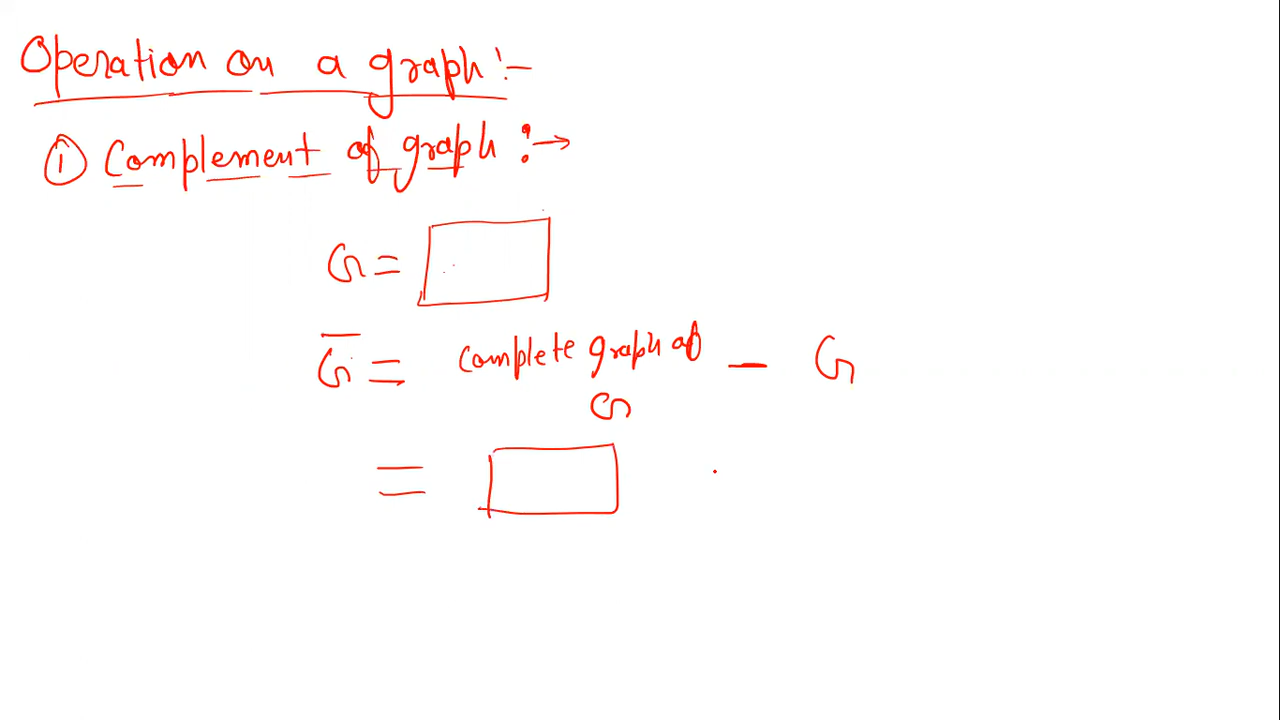 Operation on a graph :-
① Complement of graph :→
G =
G̅ = complete graph of G - G
=